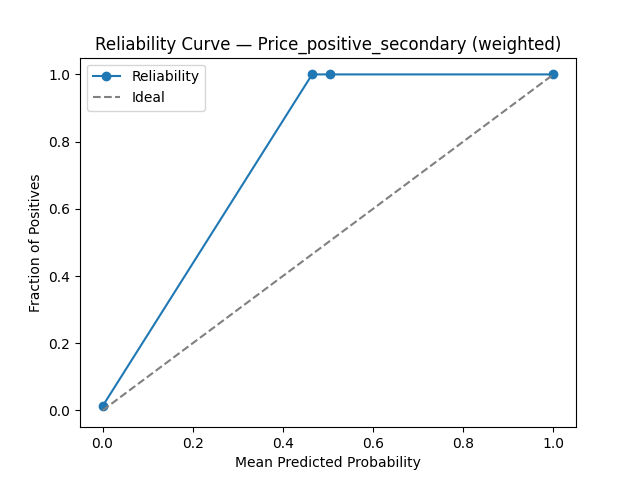 Reliability Curve — Price_positive_secondary (weighted)
Reliability
Ideal
1.0
0.8
0.6
0.4
0.2
0.0
Fraction of Positives
0.0 0.2 0.4 0.6 0.8 1.0
Mean Predicted Probability